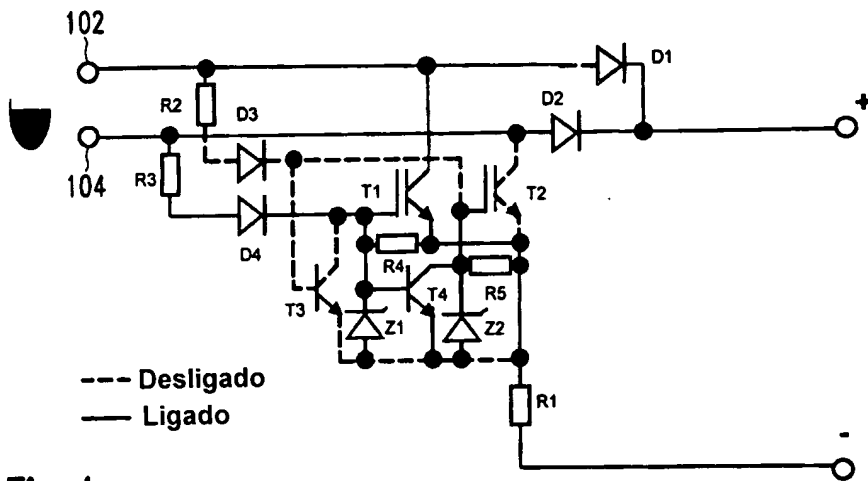 102
D1
R2
D3
D2
+
104
R3
T1
T2
D4
R4
R5
T3
T4
Z1
Z2
--- Desligado
— Ligado
R1
-